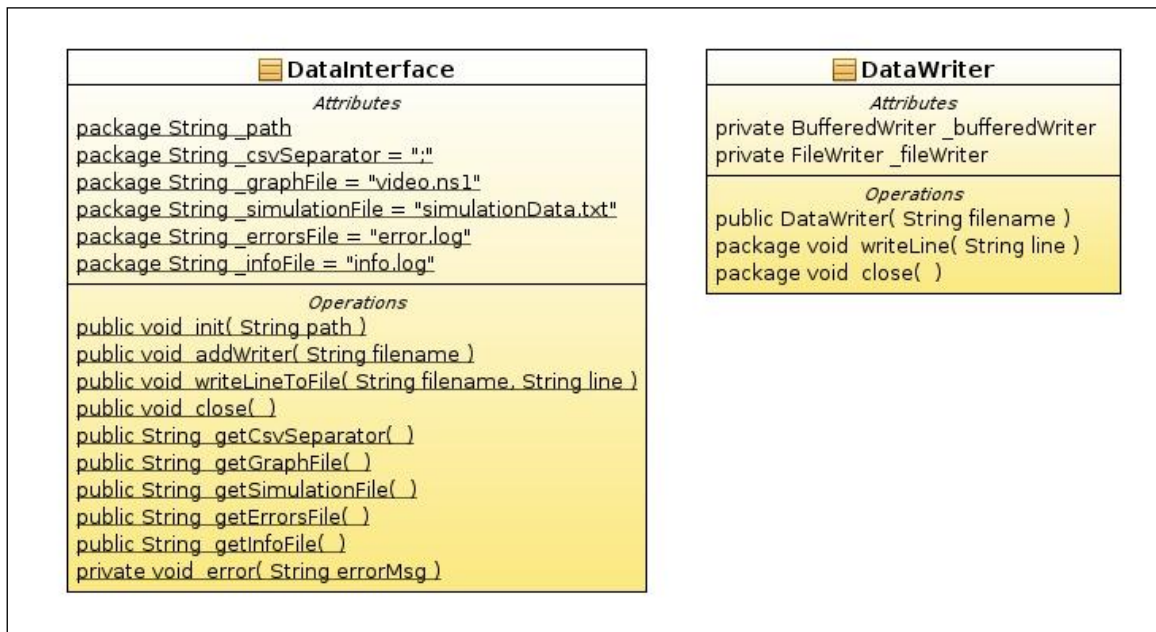 DataInterface
Attributes
package String _path
package String _csvSeparator = ";"
package String _graphFile = "video.ns1"
package String _simulationFile = "simulationData.txt"
package String _errorsFile = "error.log"
package String _infoFile = "info.log"
Operations
public void init( String path )
public void addWriter( String filename )
public void writeLineToFile( String filename, String line )
public void close( )
public String getCsvSeparator( )
public String getGraphFile( )
public String getSimulationFile( )
public String getErrorsFile( )
public String getInfoFile( )
private void error( String errorMsg )
DataWriter
Attributes
private BufferedWriter _bufferedWriter
private FileWriter _fileWriter
Operations
public DataWriter( String filename )
package void writeLine( String line )
package void close( )